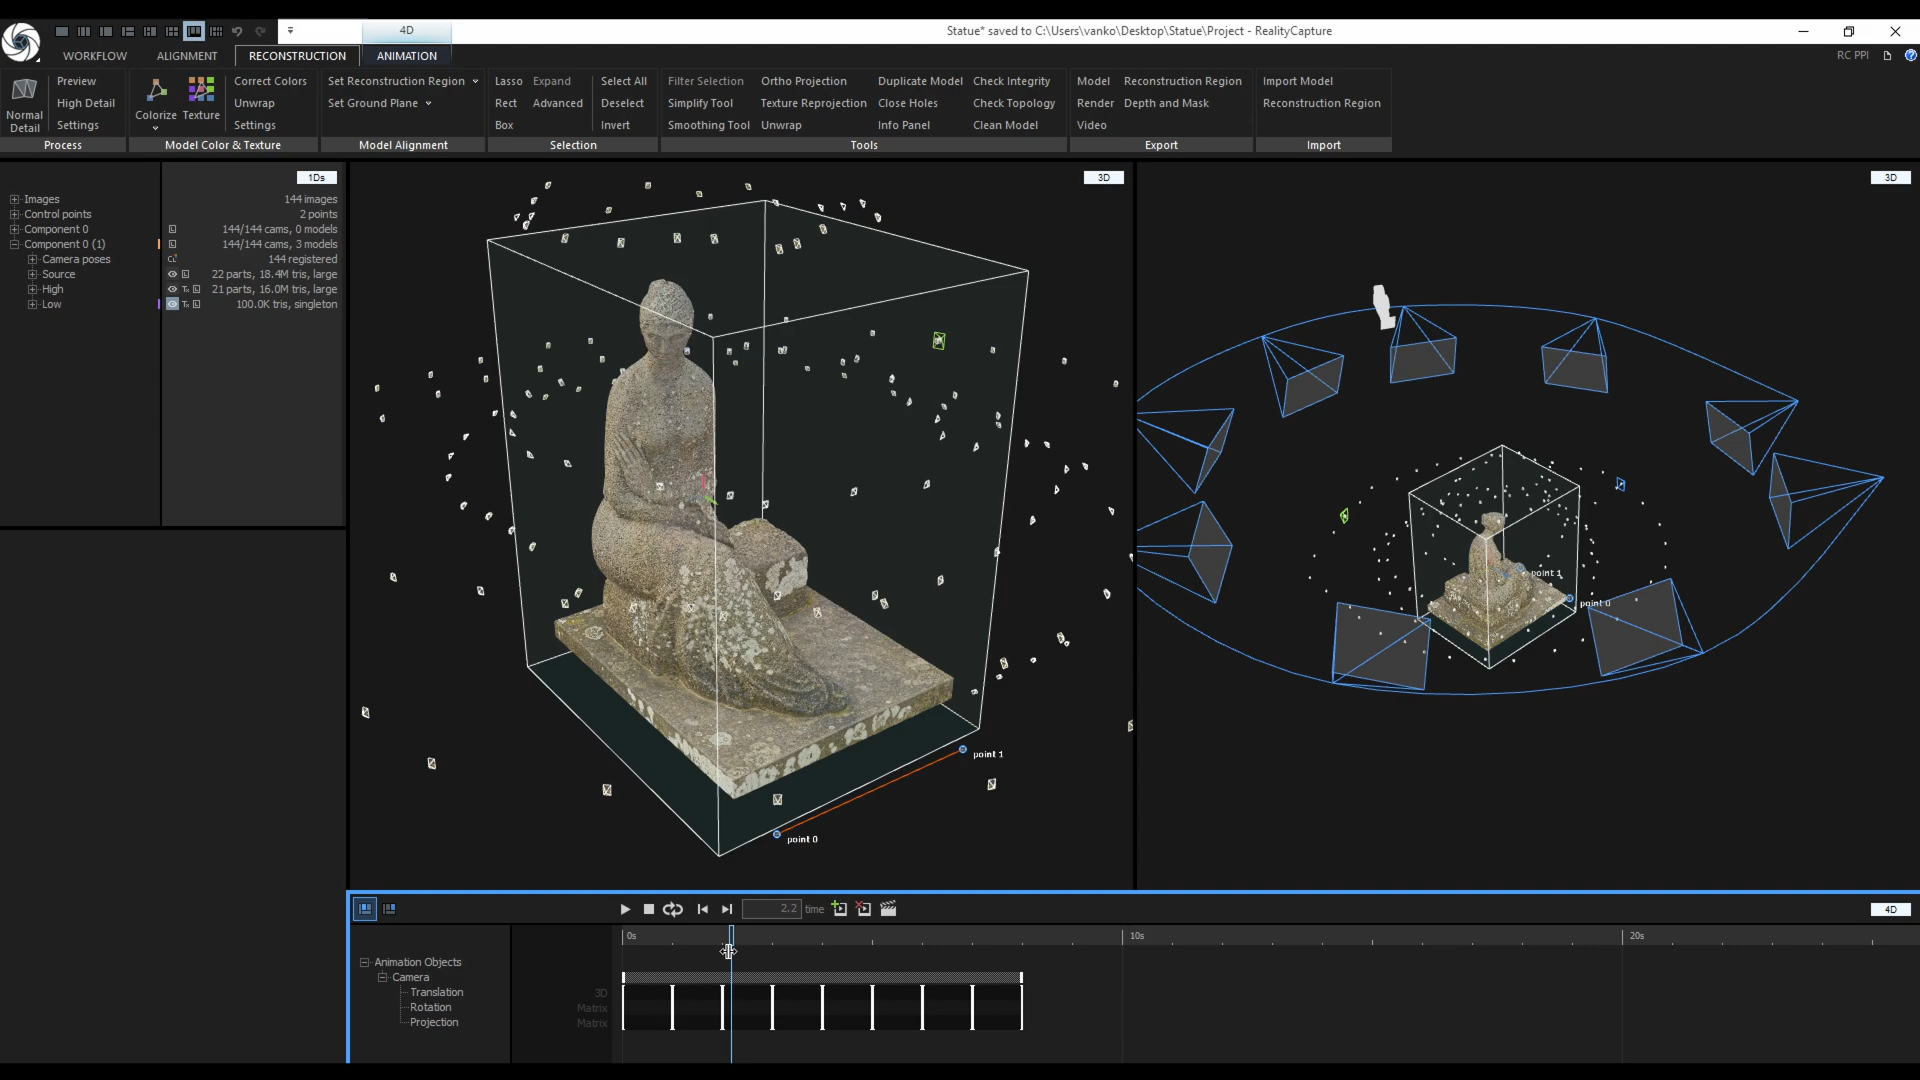 4D
Statue* saved to C:\Users\vanko\Desktop\Statue\Project - RealityCapture
WORKFLOW
ALIGNMENT
RECONSTRUCTION
ANIMATION
RC PPI
Normal Detail
Preview
High Detail
Settings
Process
Colorize
Texture
Correct Colors
Unwrap
Settings
Model Color & Texture
Set Reconstruction Region
Set Ground Plane
Model Alignment
Lasso
Expand
Select All
Rect
Advanced
Deselect
Box
Invert
Selection
Filter Selection
Ortho Projection
Duplicate Model
Check Integrity
Simplify Tool
Texture Reprojection
Close Holes
Check Topology
Smoothing Tool
Unwrap
Info Panel
Clean Model
Tools
Model
Reconstruction Region
Render
Depth and Mask
Video
Export
Import Model
Reconstruction Region
Import
1Ds
Images 144 images
Control points 2 points
Component 0 144/144 cams, 0 models
Component 0 (1) 144/144 cams, 3 models
Camera poses 144 registered
Source 22 parts, 18.4M tris, large
High 21 parts, 16.0M tris, large
Low 100.0K tris, singleton
3D
point 1
point 0
3D
point 1
point 0
2.2 time
4D
0s
10s
20s
Animation Objects
Camera
Translation 3D
Rotation Matrix
Projection Matrix